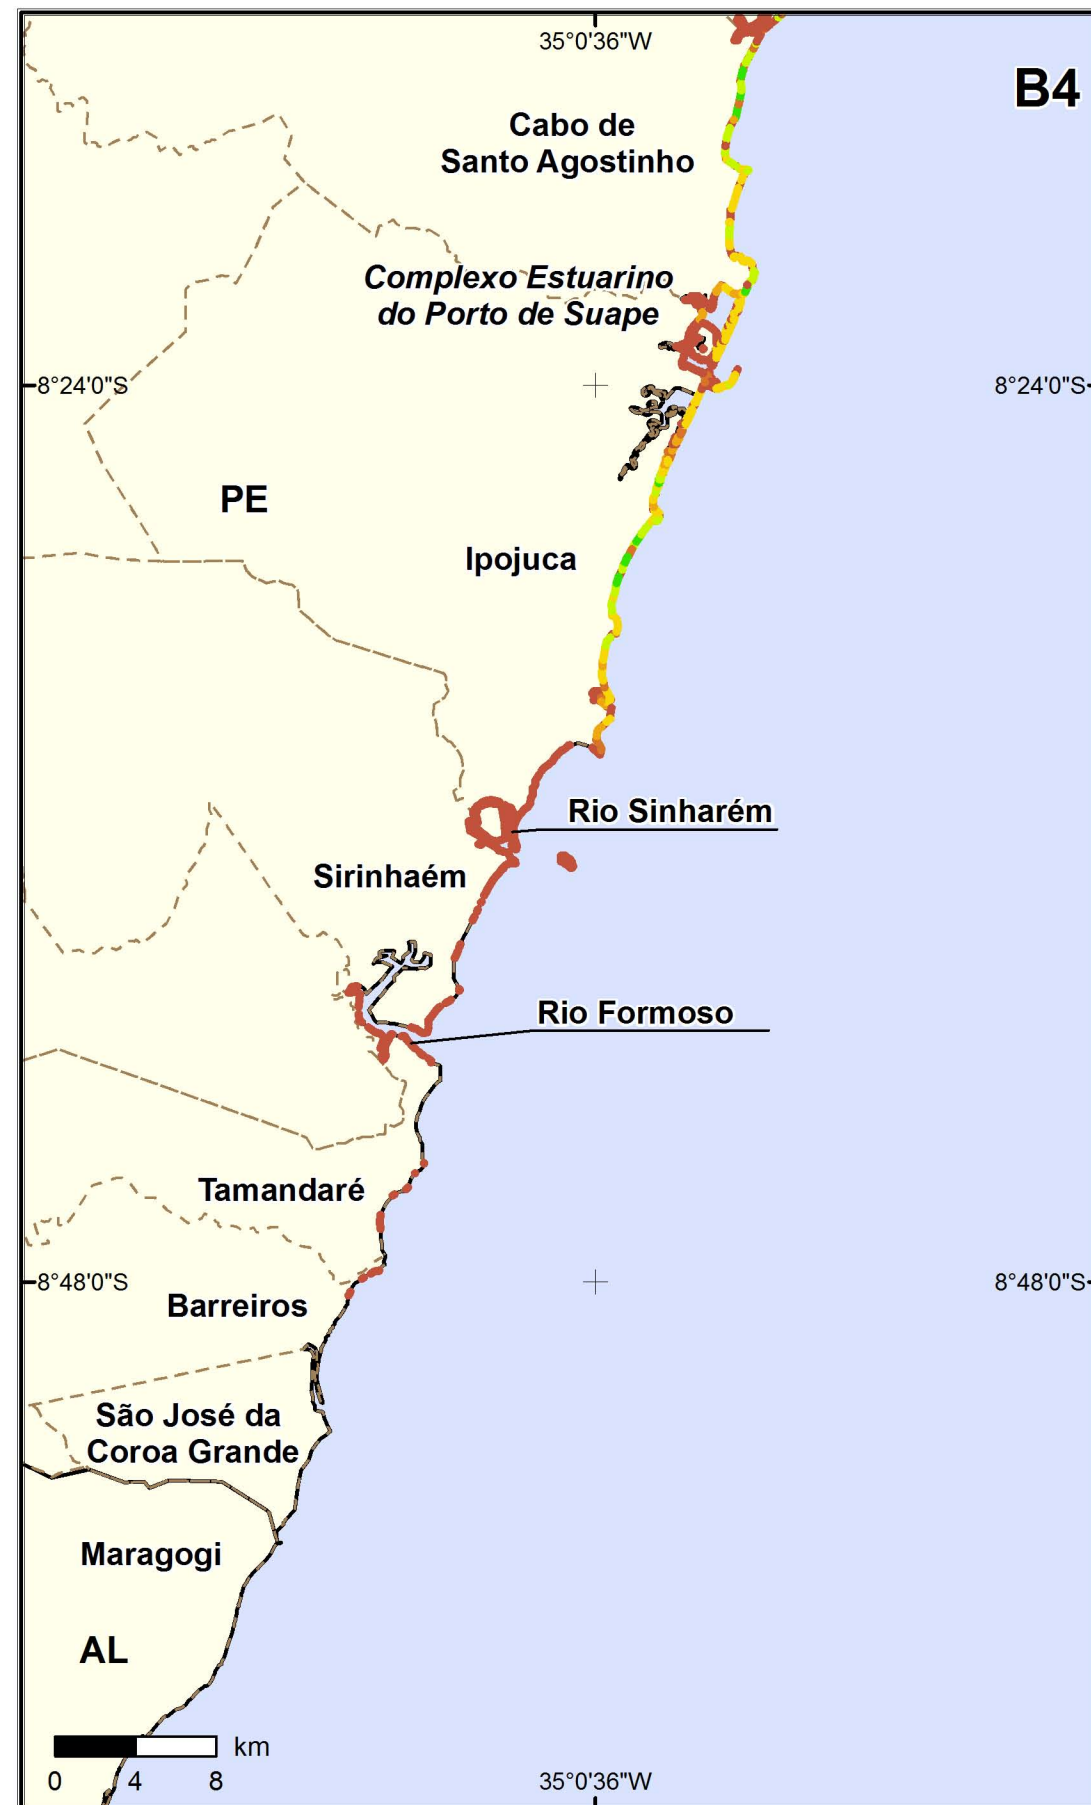 35°0'36"W
B4
Cabo de
Santo Agostinho
Complexo Estuarino
do Porto de Suape
8°24'0"S
8°24'0"S
PE
Ipojuca
Rio Sinharém
Sirinhaém
Rio Formoso
Tamandaré
8°48'0"S
8°48'0"S
Barreiros
São José da
Coroa Grande
Maragogi
AL
km
0 4 8
35°0'36"W